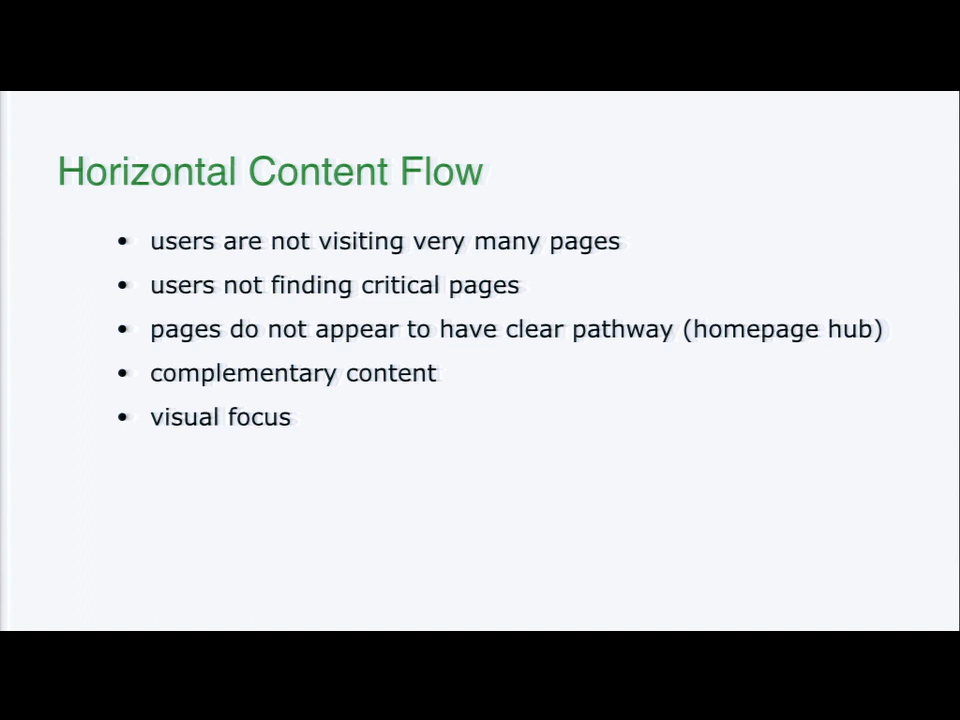 Horizontal Content Flow
• users are not visiting very many pages
• users not finding critical pages
• pages do not appear to have clear pathway (homepage hub)
• complementary content
• visual focus